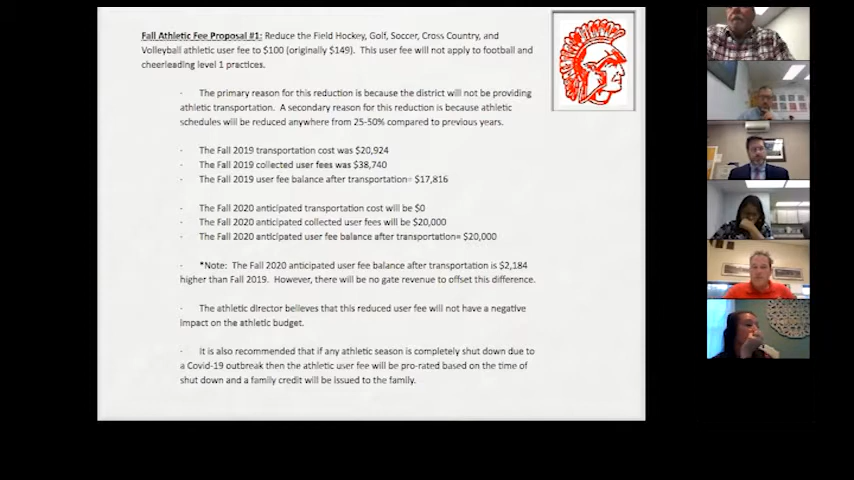 Fall Athletic Fee Proposal #1: Reduce the Field Hockey, Golf, Soccer, Cross Country, and
Volleyball athletic user fee to $100 (originally $149). This user fee will not apply to football and
cheerleading level 1 practices.
· The primary reason for this reduction is because the district will not be providing
athletic transportation. A secondary reason for this reduction is because athletic
schedules will be reduced anywhere from 25-50% compared to previous years.
· The Fall 2019 transportation cost was $20,924
· The Fall 2019 collected user fees was $38,740
· The Fall 2019 user fee balance after transportation= $17,816
· The Fall 2020 anticipated transportation cost will be $0
· The Fall 2020 anticipated collected user fees will be $20,000
· The Fall 2020 anticipated user fee balance after transportation= $20,000
· *Note: The Fall 2020 anticipated user fee balance after transportation is $2,184
higher than Fall 2019. However, there will be no gate revenue to offset this difference.
· The athletic director believes that this reduced user fee will not have a negative
impact on the athletic budget.
· It is also recommended that if any athletic season is completely shut down due to
a Covid-19 outbreak then the athletic user fee will be pro-rated based on the time of
shut down and a family credit will be issued to the family.